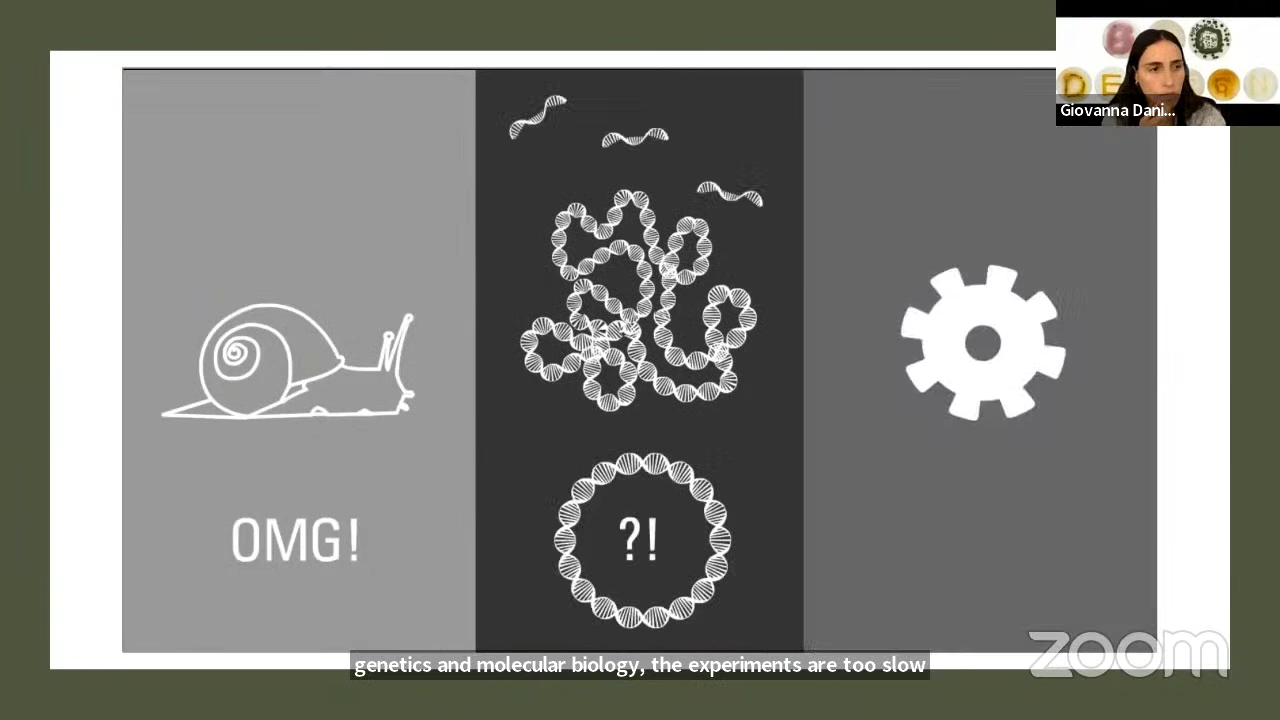 Giovanna Dani...
OMG!
?!
genetics and molecular biology, the experiments are too slow
zoom